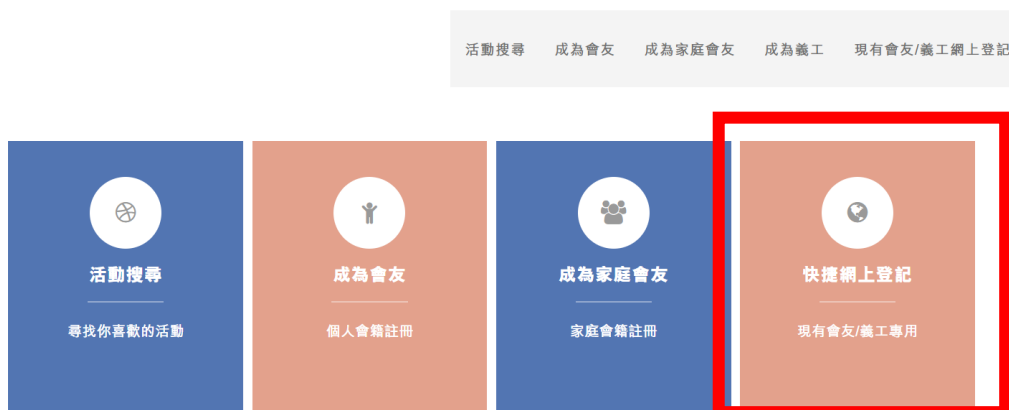 活動搜尋 成為會友 成為家庭會友 成為義工 現有會友/義工網上登記
活動搜尋 成為會友 成為家庭會友 快捷網上登記
尋找你喜歡的活動 個人會籍註冊 家庭會籍註冊 現有會友/義工專用